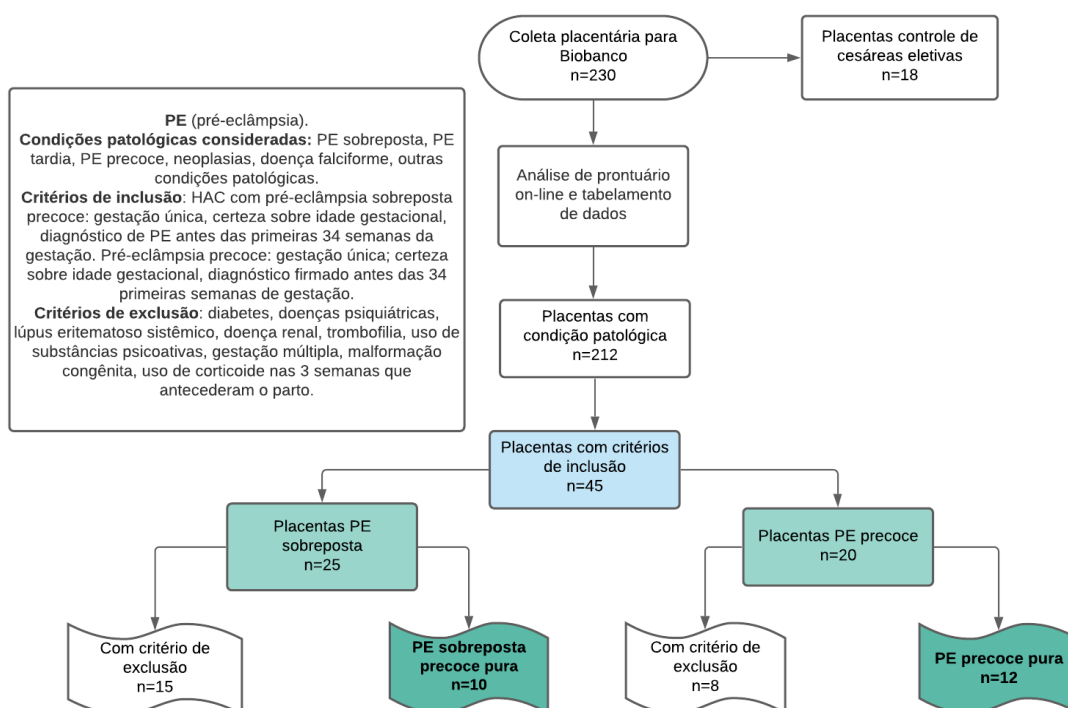 Coleta placentária para
Biobanco
n=230
Placentas controle de
cesáreas eletivas
n=18
PE (pré-eclâmpsia).
Condições patológicas consideradas: PE sobreposta, PE
tardia, PE precoce, neoplasias, doença falciforme, outras
condições patológicas.
Critérios de inclusão: HAC com pré-eclâmpsia sobreposta
precoce: gestação única, certeza sobre idade gestacional,
diagnóstico de PE antes das primeiras 34 semanas da
gestação. Pré-eclâmpsia precoce: gestação única; certeza
sobre idade gestacional, diagnóstico firmado antes das 34
primeiras semanas de gestação.
Critérios de exclusão: diabetes, doenças psiquiátricas,
lúpus eritematoso sistêmico, doença renal, trombofilia, uso de
substâncias psicoativas, gestação múltipla, malformação
congênita, uso de corticoide nas 3 semanas que
antecederam o parto.
Análise de prontuário
on-line e tabelamento
de dados
Placentas com
condição patológica
n=212
Placentas com critérios
de inclusão
n=45
Placentas PE
sobreposta
n=25
Placentas PE precoce
n=20
Com critério de
exclusão
n=15
PE sobreposta
precoce pura
n=10
Com critério de
exclusão
n=8
PE precoce pura
n=12